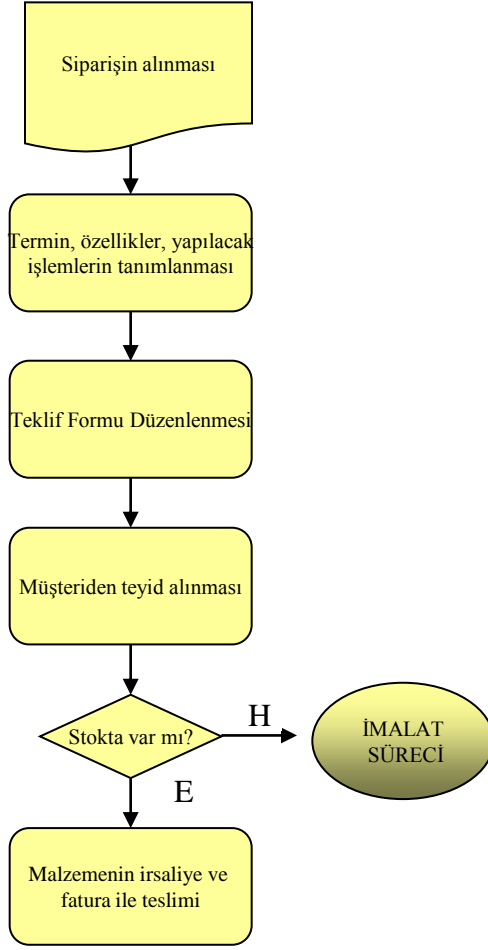 Siparişin alınması
Termin, özellikler, yapılacak
işlemlerin tanımlanması
Teklif Formu Düzenlenmesi
Müşteriden teyid alınması
Stokta var mı?
H
İMALAT
SÜRECİ
E
Malzemenin irsaliye ve
fatura ile teslimi